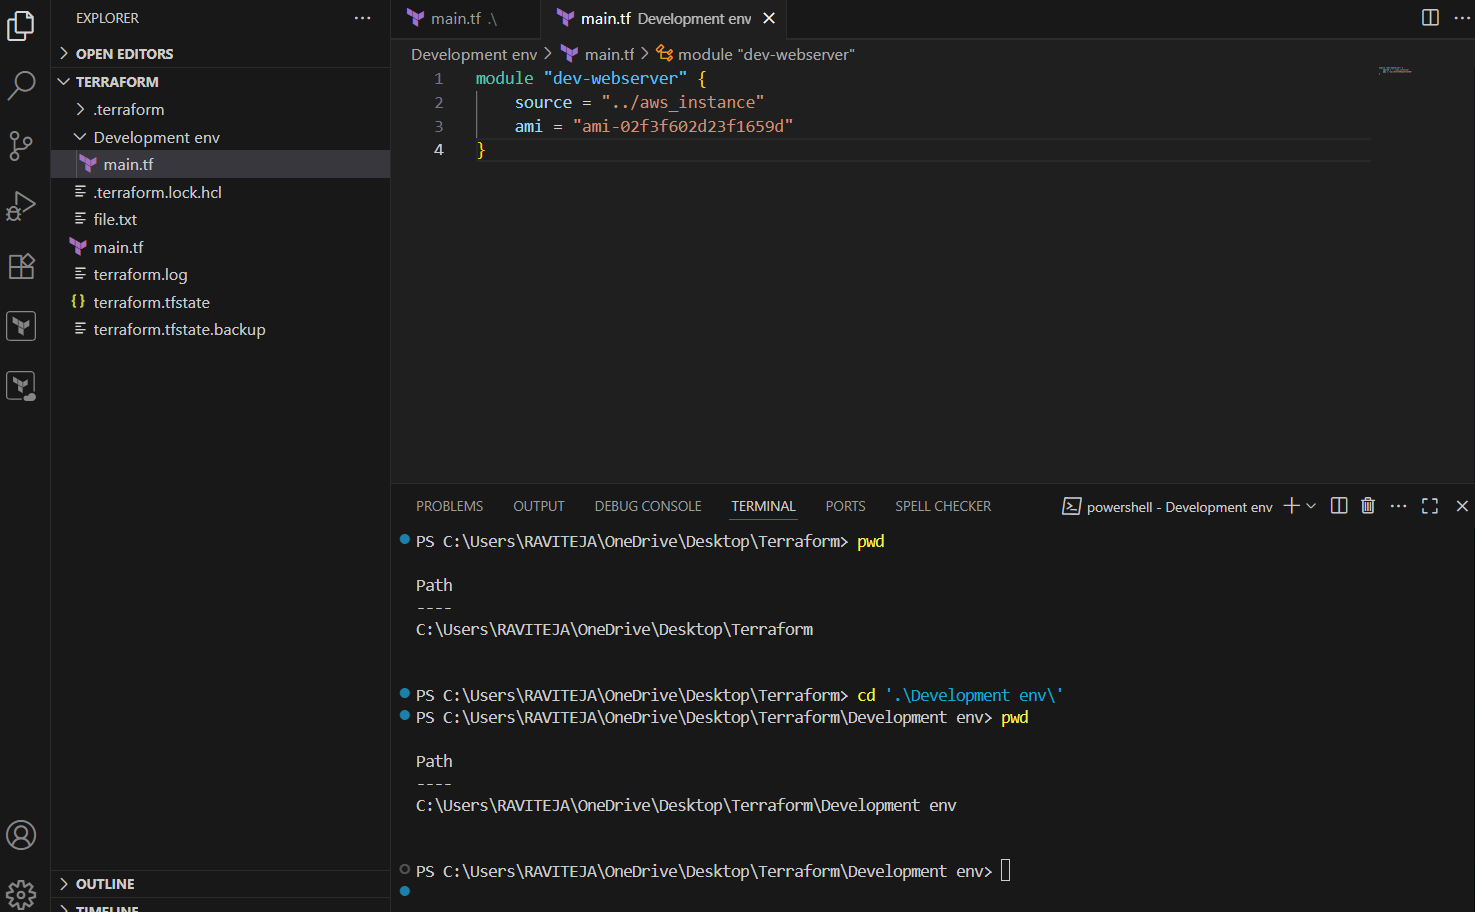 EXPLORER
OPEN EDITORS
TERRAFORM
.terraform
Development env
main.tf
.terraform.lock.hcl
file.txt
main.tf
terraform.log
{} terraform.tfstate
terraform.tfstate.backup
OUTLINE
TIMELINE
main.tf .\
main.tf Development env
Development env > main.tf > module "dev-webserver"
1 module "dev-webserver" {
2 source = "../aws_instance"
3 ami = "ami-02f3f602d23f1659d"
4 }
PROBLEMS OUTPUT DEBUG CONSOLE TERMINAL PORTS SPELL CHECKER powershell - Development env
PS C:\Users\RAVITEJA\OneDrive\Desktop\Terraform> pwd
Path
----
C:\Users\RAVITEJA\OneDrive\Desktop\Terraform
PS C:\Users\RAVITEJA\OneDrive\Desktop\Terraform> cd '.\Development env\'
PS C:\Users\RAVITEJA\OneDrive\Desktop\Terraform\Development env> pwd
Path
----
C:\Users\RAVITEJA\OneDrive\Desktop\Terraform\Development env
PS C:\Users\RAVITEJA\OneDrive\Desktop\Terraform\Development env>